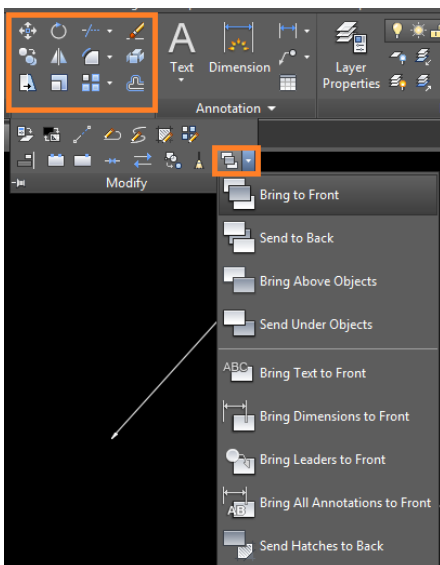 A
Text
Dimension
Layer
Properties
Annotation
Modify
Bring to Front
Send to Back
Bring Above Objects
Send Under Objects
ABC
Bring Text to Front
Bring Dimensions to Front
Bring Leaders to Front
AB
Bring All Annotations to Front
Send Hatches to Back